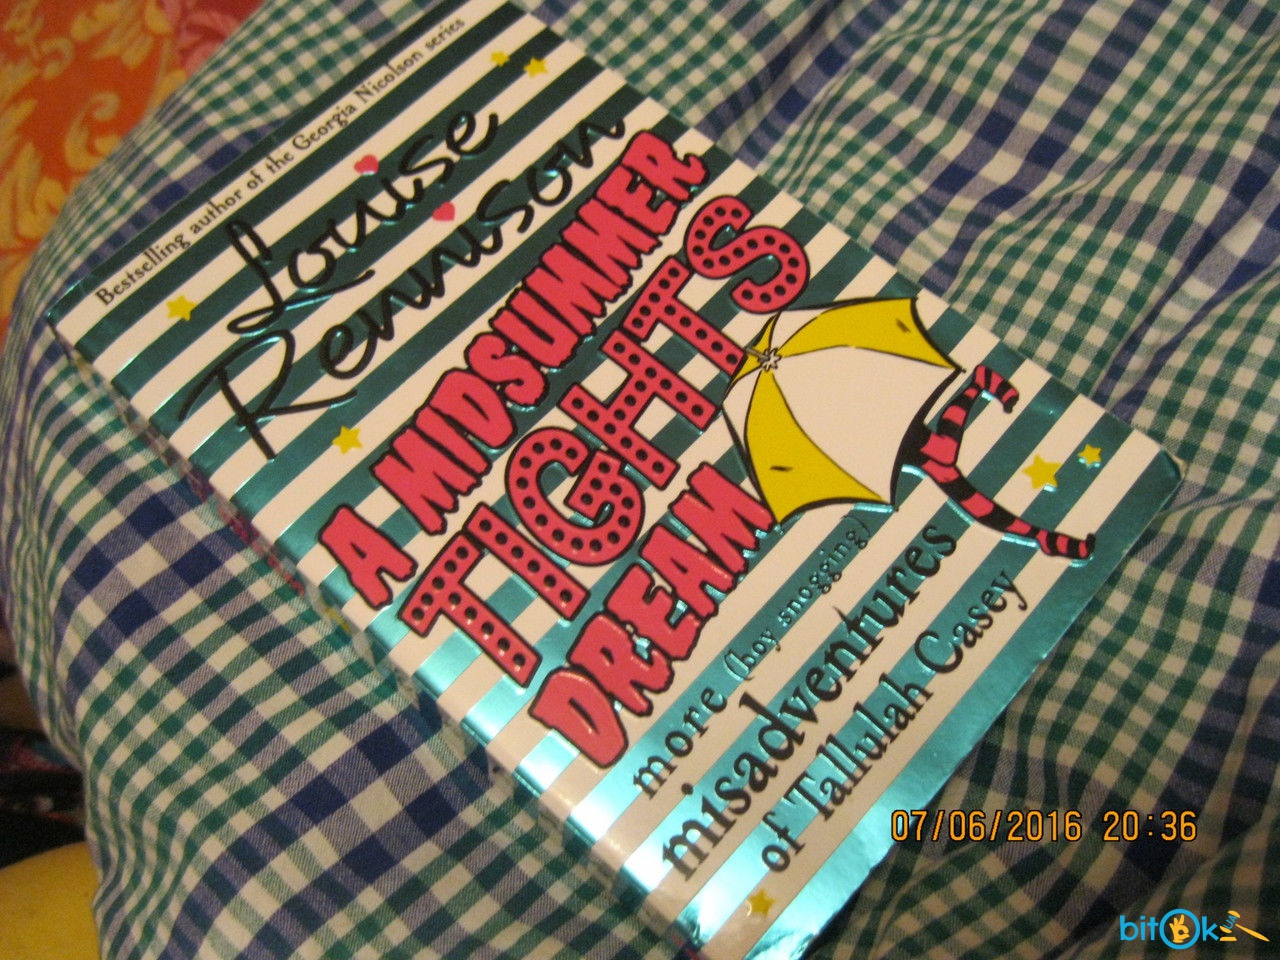 Bestselling author of the Georgia Nicolson series
Louise
Rennison
A MIDSUMMER
TIGHTS
DREAM
more (boy snogging)
misadventures
of Tallulah Casey
07/06/2016 20:36
bitOk